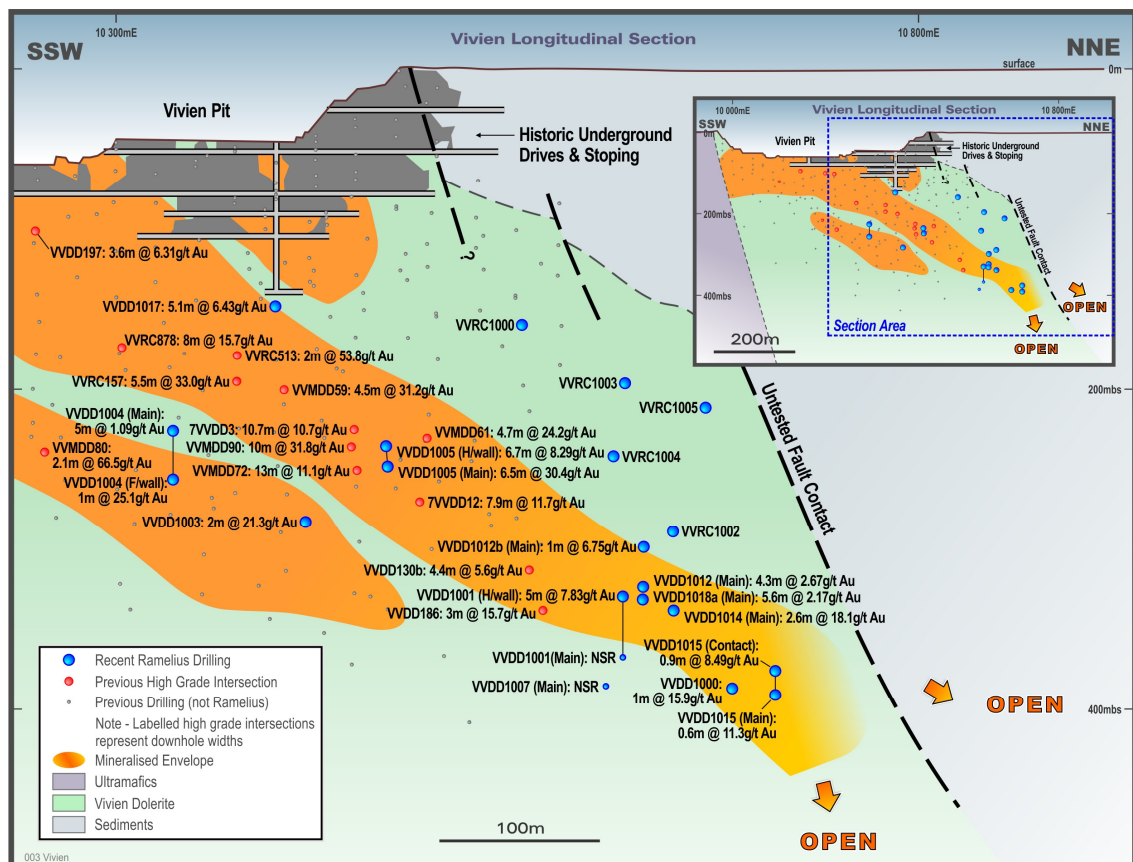 10 300mE
10 800mE
SSW
Vivien Longitudinal Section
NNE
surface
0m
Vivien Pit
Historic Underground
Drives & Stoping
10 000mE
Vivien Longitudinal Section
10 800mE
SSW
NNE
0m
Vivien Pit
Historic Underground
Drives & Stoping
?
200mbs
Untested Fault Contact
400mbs
OPEN
Section Area
200m
OPEN
?
VVDD197: 3.6m @ 6.31g/t Au
VVDD1017: 5.1m @ 6.43g/t Au
VVRC1000
VVRC878: 8m @ 15.7g/t Au
VVRC513: 2m @ 53.8g/t Au
VVRC157: 5.5m @ 33.0g/t Au
VVMDD59: 4.5m @ 31.2g/t Au
VVRC1003
200mbs
VVRC1005
Untested Fault Contact
VVDD1004 (Main):
5m @ 1.09g/t Au
7VVDD3: 10.7m @ 10.7g/t Au
VVMDD61: 4.7m @ 24.2g/t Au
VVMDD80:
2.1m @ 66.5g/t Au
VVMDD90: 10m @ 31.8g/t Au
VVDD1005 (H/wall): 6.7m @ 8.29g/t Au
VVRC1004
VVMDD72: 13m @ 11.1g/t Au
VVDD1005 (Main): 6.5m @ 30.4g/t Au
VVDD1004 (F/wall):
1m @ 25.1g/t Au
7VVDD12: 7.9m @ 11.7g/t Au
VVDD1003: 2m @ 21.3g/t Au
VVRC1002
VVDD1012b (Main): 1m @ 6.75g/t Au
VVDD130b: 4.4m @ 5.6g/t Au
VVDD1012 (Main): 4.3m @ 2.67g/t Au
VVDD1001 (H/wall): 5m @ 7.83g/t Au
VVDD1018a (Main): 5.6m @ 2.17g/t Au
VVDD186: 3m @ 15.7g/t Au
VVDD1014 (Main): 2.6m @ 18.1g/t Au
VVDD1015 (Contact):
0.9m @ 8.49g/t Au
VVDD1001(Main): NSR
VVDD1007 (Main): NSR
VVDD1000:
1m @ 15.9g/t Au
VVDD1015 (Main):
0.6m @ 11.3g/t Au
OPEN
400mbs
Recent Ramelius Drilling
Previous High Grade Intersection
Previous Drilling (not Ramelius)
Note - Labelled high grade intersections
represent downhole widths
Mineralised Envelope
Ultramafics
Vivien Dolerite
Sediments
100m
OPEN
003 Vivien